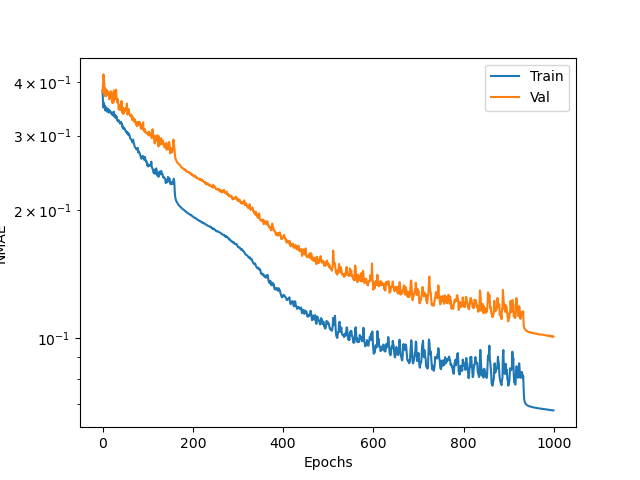 Train
Val
4 × 10⁻¹
3 × 10⁻¹
2 × 10⁻¹
10⁻¹
NMAE
0 200 400 600 800 1000
Epochs